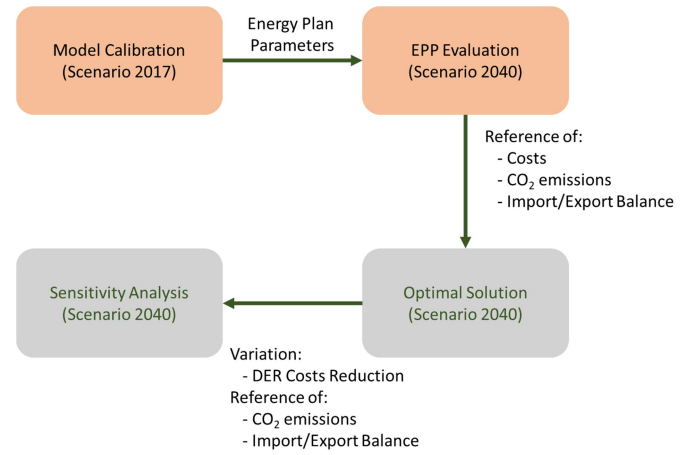 Model Calibration
(Scenario 2017)
Energy Plan
Parameters
EPP Evaluation
(Scenario 2040)
Reference of:
- Costs
- CO₂ emissions
- Import/Export Balance
Optimal Solution
(Scenario 2040)
Sensitivity Analysis
(Scenario 2040)
Variation:
- DER Costs Reduction
Reference of:
- CO₂ emissions
- Import/Export Balance